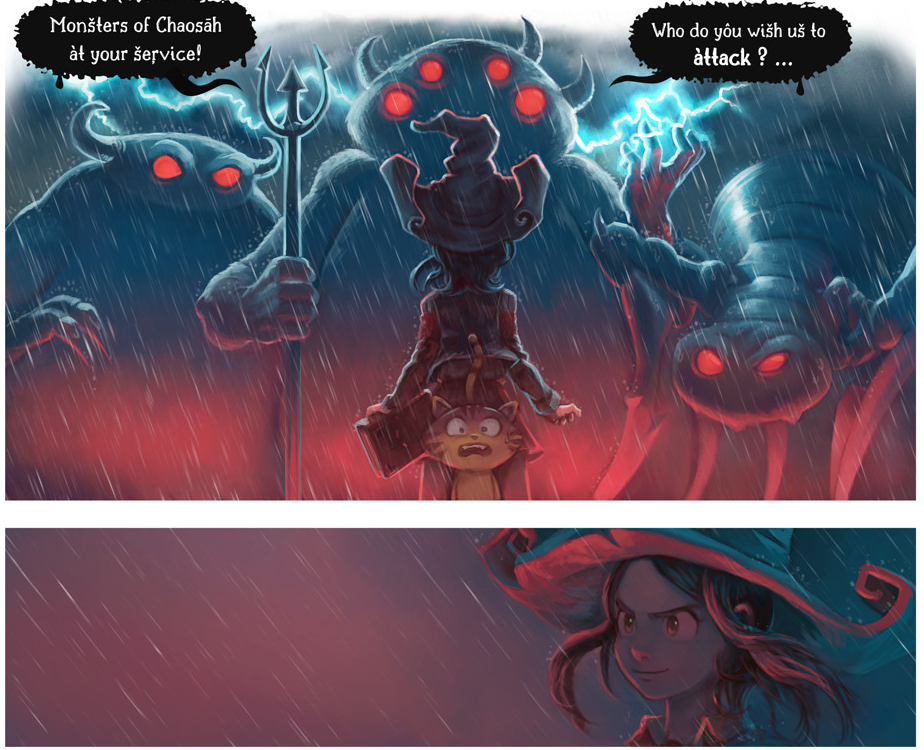 Monšters of Chaosāh
àt your šervice!
Who do yôu wišh uš to
àttack ? ...